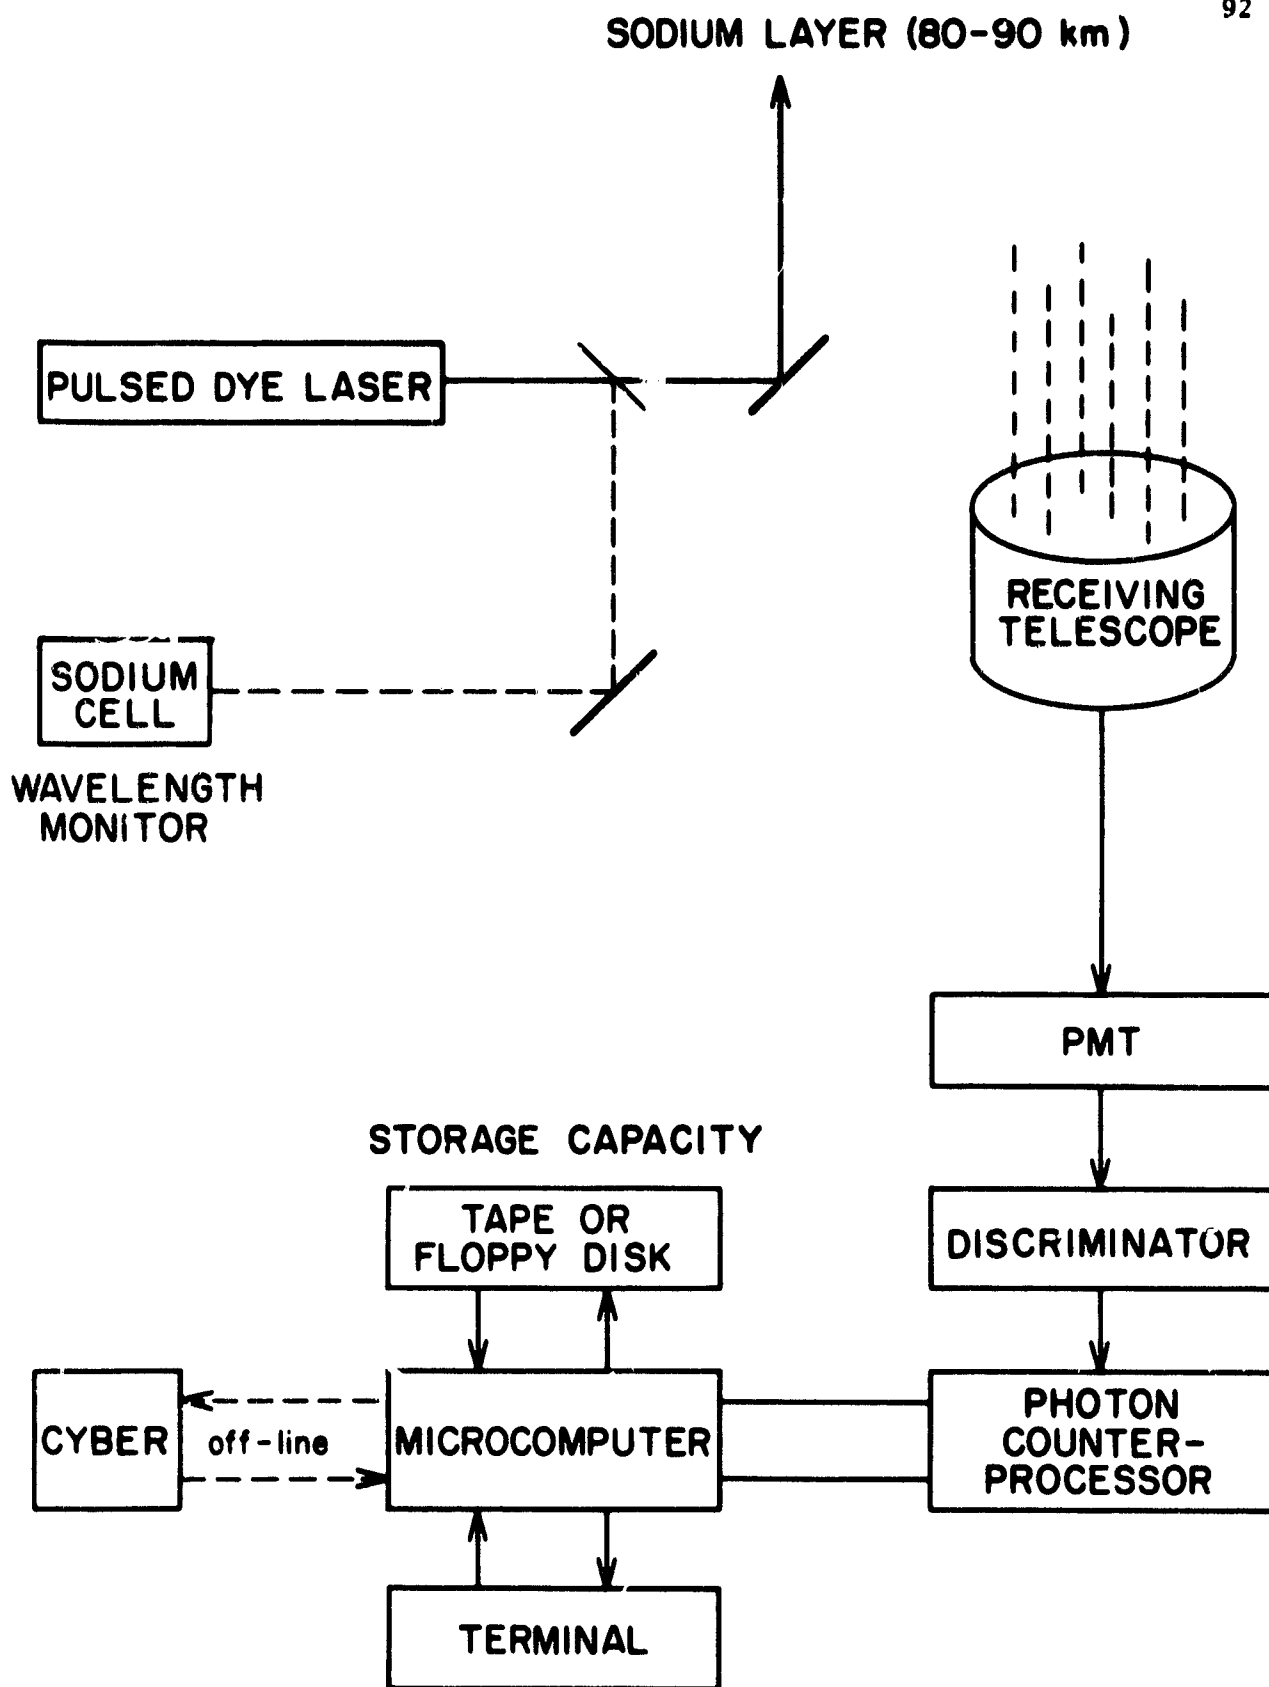 92
SODIUM LAYER (80-90 km)
PULSED DYE LASER
RECEIVING
TELESCOPE
SODIUM
CELL
WAVELENGTH
MONITOR
PMT
STORAGE CAPACITY
TAPE OR
FLOPPY DISK
DISCRIMINATOR
CYBER
off-line
MICROCOMPUTER
PHOTON
COUNTER-
PROCESSOR
TERMINAL